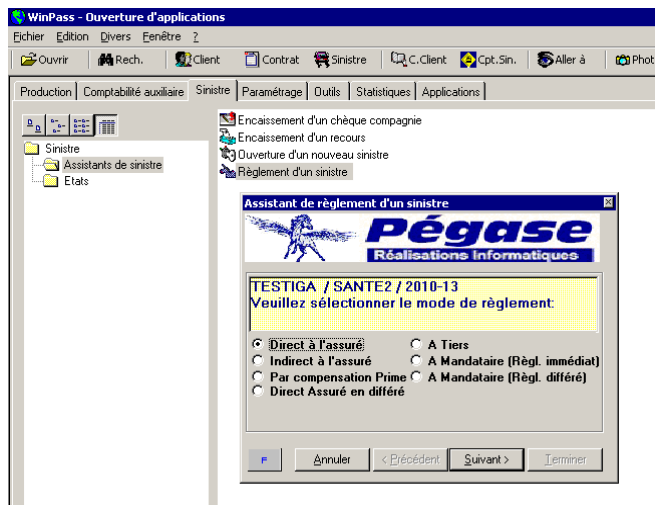 WinPass - Ouverture d'applications
Fichier Edition Divers Fenêtre ?
Ouvrir Rech. Client Contrat Sinistre C.Client Cpt.Sin. Aller à Phot
Production Comptabilité auxiliaire Sinistre Paramétrage Outils Statistiques Applications
Sinistre
Assistants de sinistre
Etats
Encaissement d'un chèque compagnie
Encaissement d'un recours
Ouverture d'un nouveau sinistre
Règlement d'un sinistre
Assistant de règlement d'un sinistre
Pégase
Réalisations Informatiques
TESTIGA / SANTE2 / 2010-13
Veuillez sélectionner le mode de règlement:
Direct à l'assuré A Tiers
Indirect à l'assuré A Mandataire (Règl. immédiat)
Par compensation Prime A Mandataire (Règl. différé)
Direct Assuré en différé
F Annuler < Précédent Suivant > Terminer